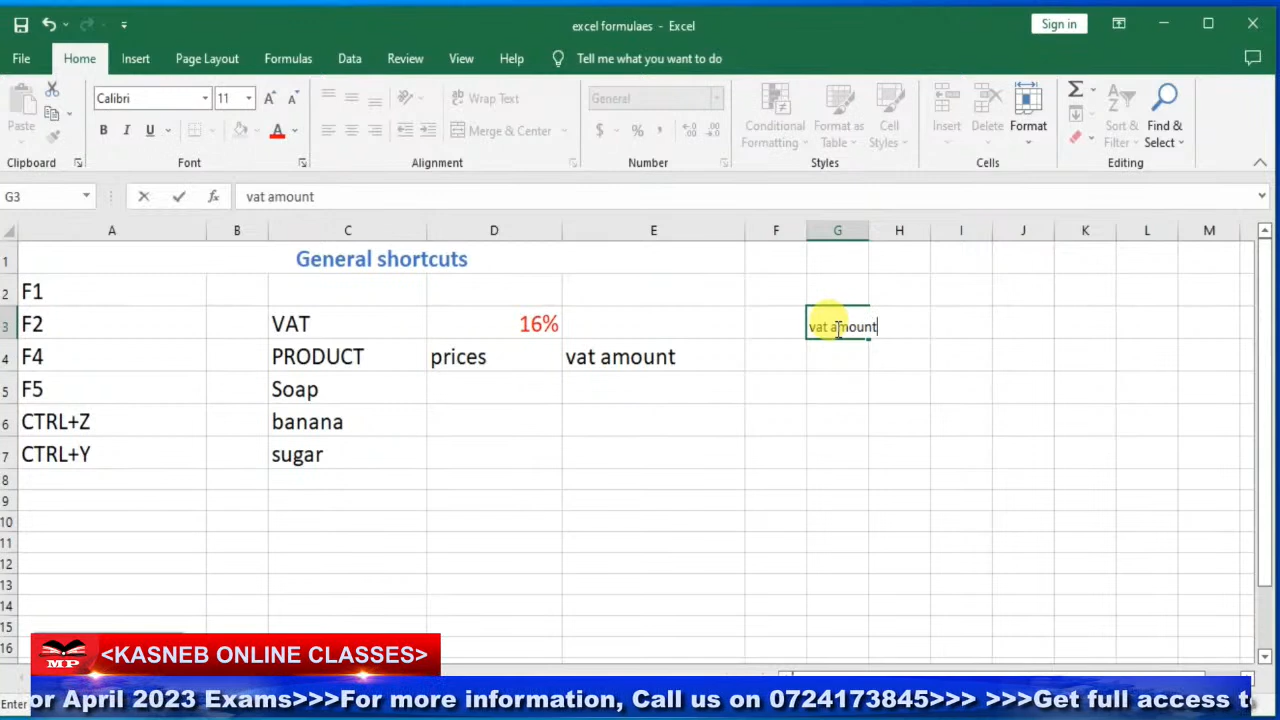 excel formulaes - Excel
Sign in
File Home Insert Page Layout Formulas Data Review View Help Tell me what you want to do
Paste
Calibri 11
B I U
Wrap Text
Merge & Center
General
$ % ,
Conditional Formatting
Format as Table
Cell Styles
Insert Delete Format
Sort & Filter
Find & Select
Clipboard Font Alignment Number Styles Cells Editing
G3 fx vat amount
A B C D E F G H I J K L M
1 General shortcuts
2 F1
3 F2 VAT 16% vat amount
4 F4 PRODUCT prices vat amount
5 F5 Soap
6 CTRL+Z banana
7 CTRL+Y sugar
8
9
10
11
12
13
14
15
16
MP <KASNEB ONLINE CLASSES>
or April 2023 Exams>>>For more information, Call us on 0724173845>>> >>>Get full access t
Enter